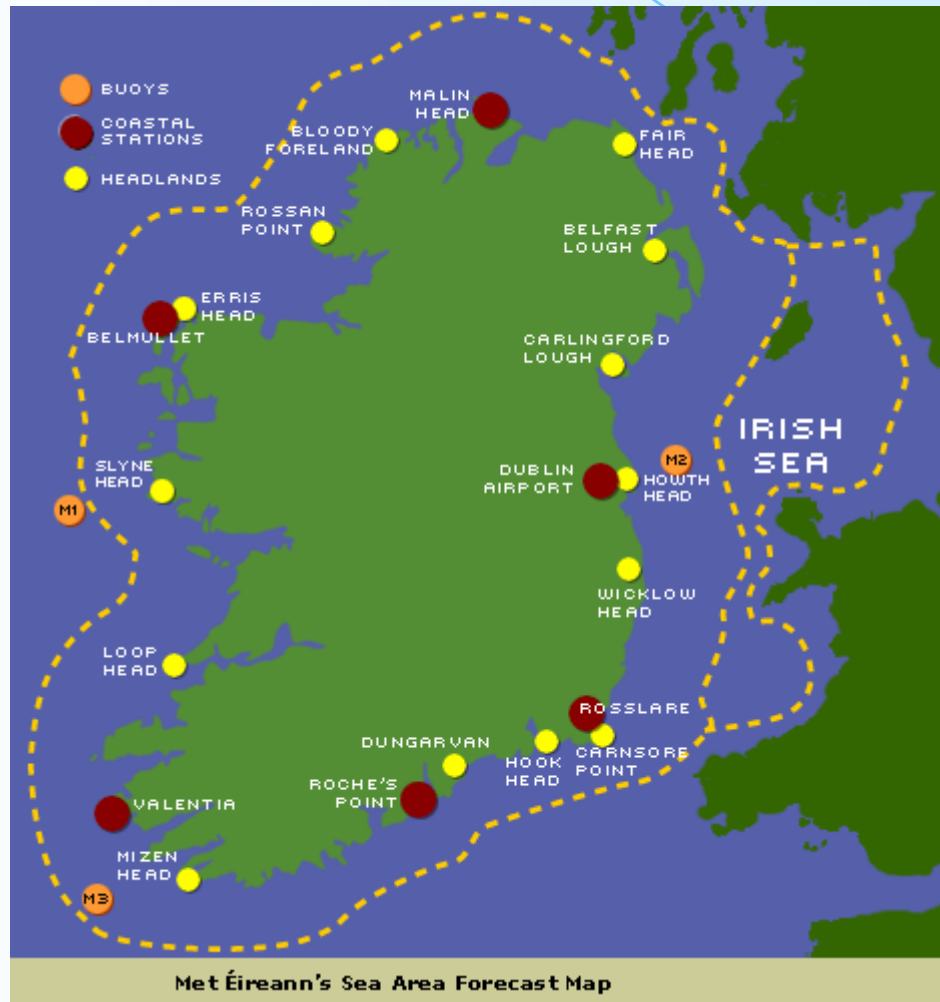 BUOYS
COASTAL
STATIONS
HEADLANDS
MALIN
HEAD
BLOODY
FORELAND
FAIR
HEAD
ROSSAN
POINT
BELFAST
LOUGH
ERRIS
HEAD
BELMULLET
CARLINGFORD
LOUGH
IRISH
SEA
SLYNE
HEAD
M1
DUBLIN
AIRPORT
M2
HOWTH
HEAD
WICKLOW
HEAD
LOOP
HEAD
ROSSLARE
CARNSORE
POINT
HOOK
HEAD
DUNGARVAN
ROCHE'S
POINT
VALENTIA
MIZEN
HEAD
M3
Met Éireann's Sea Area Forecast Map